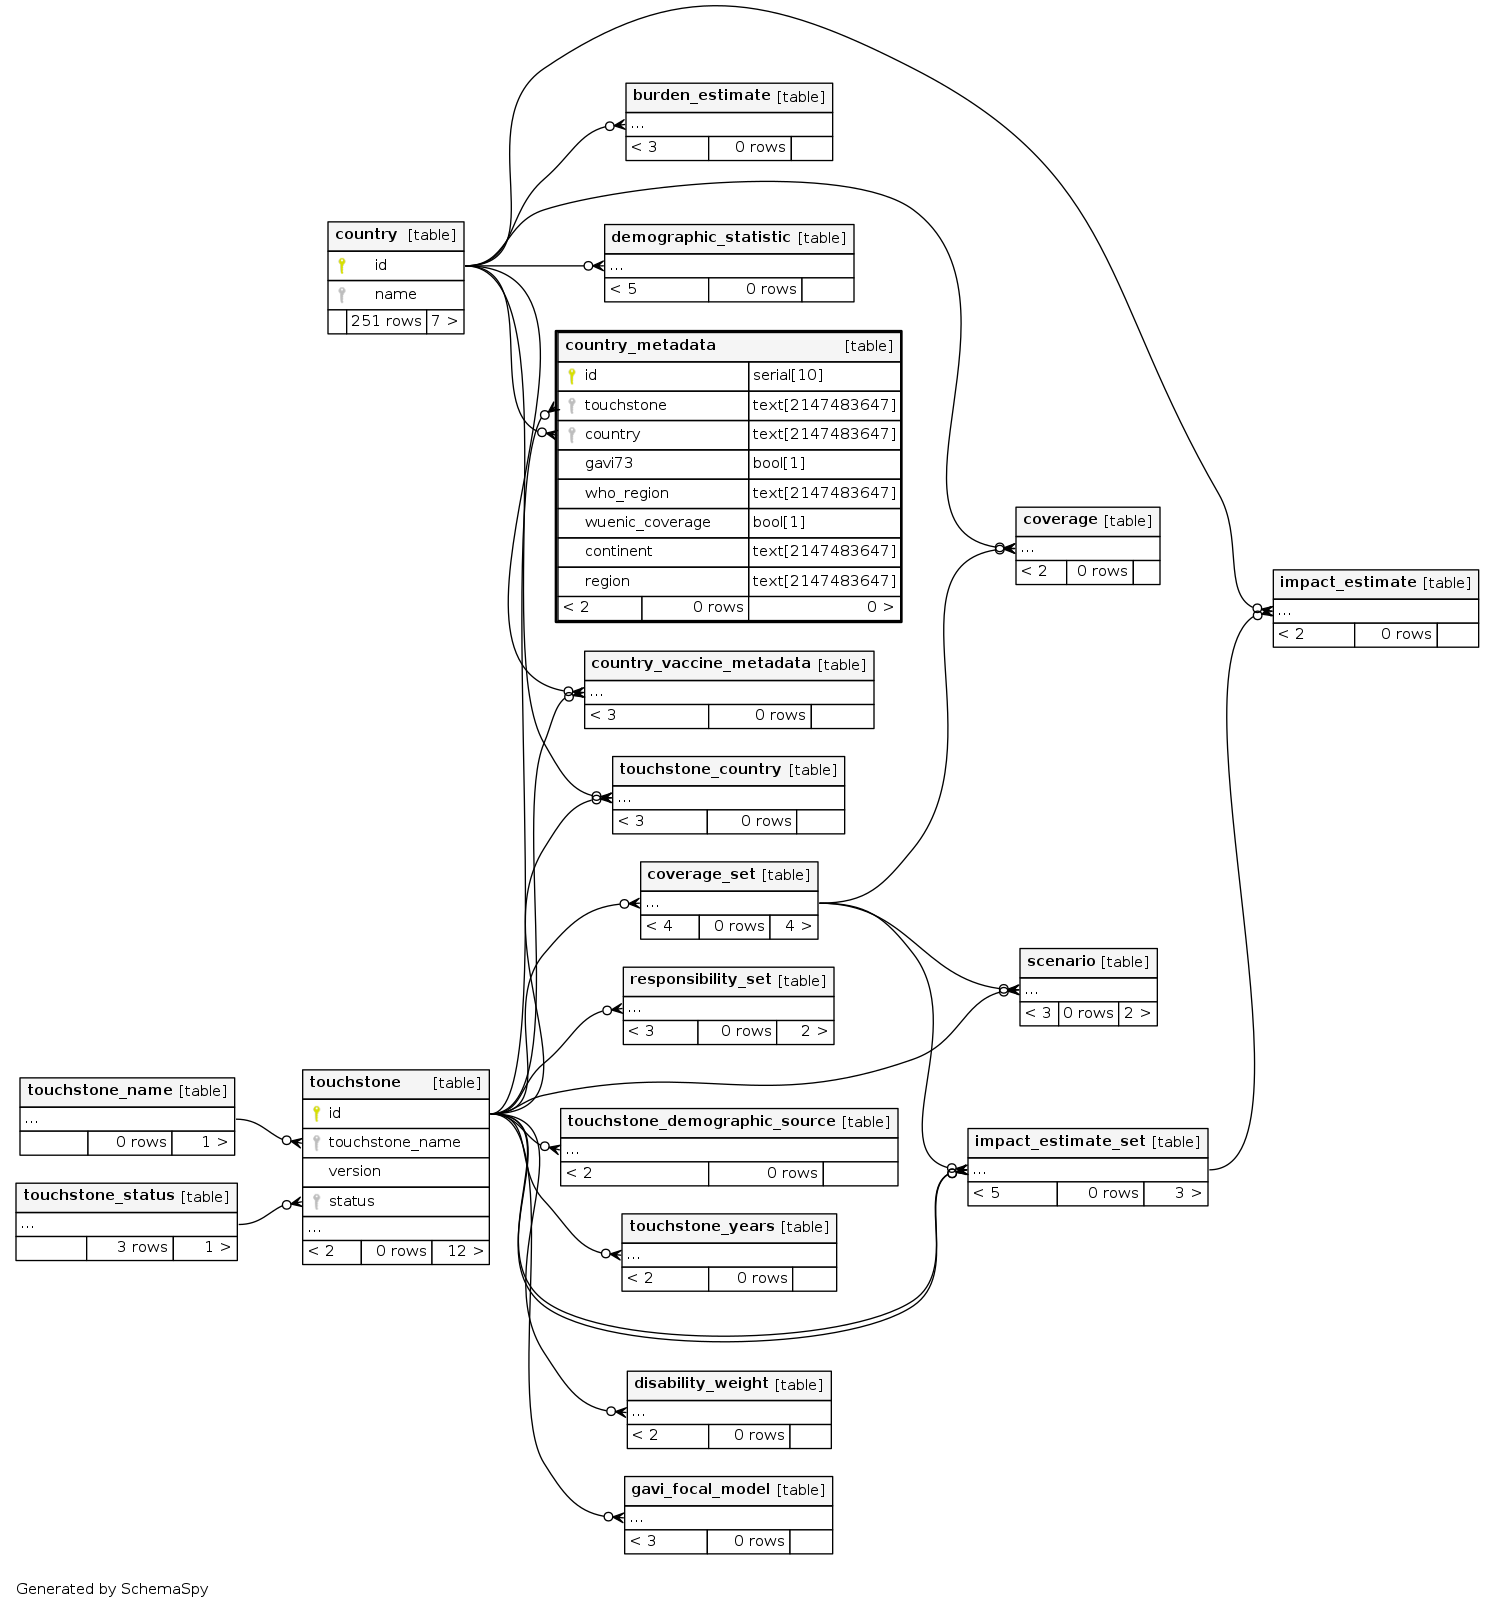 burden_estimate [table]
...
< 3 0 rows
country [table]
id
name
251 rows 7 >
demographic_statistic [table]
...
< 5 0 rows
country_metadata [table]
id serial[10]
touchstone text[2147483647]
country text[2147483647]
gavi73 bool[1]
who_region text[2147483647]
wuenic_coverage bool[1]
continent text[2147483647]
region text[2147483647]
< 2 0 rows 0 >
coverage [table]
...
< 2 0 rows
impact_estimate [table]
...
< 2 0 rows
country_vaccine_metadata [table]
...
< 3 0 rows
touchstone_country [table]
...
< 3 0 rows
coverage_set [table]
...
< 4 0 rows 4 >
responsibility_set [table]
...
< 3 0 rows 2 >
scenario [table]
...
< 3 0 rows 2 >
touchstone_name [table]
...
0 rows 1 >
touchstone_status [table]
...
3 rows 1 >
touchstone [table]
id
touchstone_name
version
status
...
< 2 0 rows 12 >
touchstone_demographic_source [table]
...
< 2 0 rows
impact_estimate_set [table]
...
< 5 0 rows 3 >
touchstone_years [table]
...
< 2 0 rows
disability_weight [table]
...
< 2 0 rows
gavi_focal_model [table]
...
< 3 0 rows
Generated by SchemaSpy